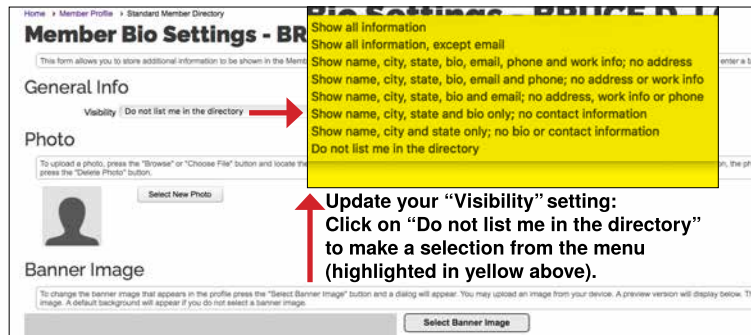 Home › Member Profile › Standard Member Directory
Member Bio Settings - BR
This form allows you to store additional information to be shown in the Memb
enter a b
General Info
Visibility Do not list me in the directory
Show all information
Show all information, except email
Show name, city, state, bio, email, phone and work info; no address
Show name, city, state, bio, email and phone; no address or work info
Show name, city, state, bio and email; no address, work info or phone
Show name, city, state and bio only; no contact information
Show name, city and state only; no bio or contact information
Do not list me in the directory
Photo
To upload a photo, press the "Browse" or "Choose File" button and locate the
on, the ph
press the "Delete Photo" button.
Select New Photo
Update your “Visibility” setting:
Click on “Do not list me in the directory”
to make a selection from the menu
(highlighted in yellow above).
Banner Image
To change the banner image that appears in the profile press the "Select Banner Image" button and a dialog will appear. You may upload an image from your device. A preview version will display below. Th
image. A default background will appear if you do not select a banner image.
Select Banner Image